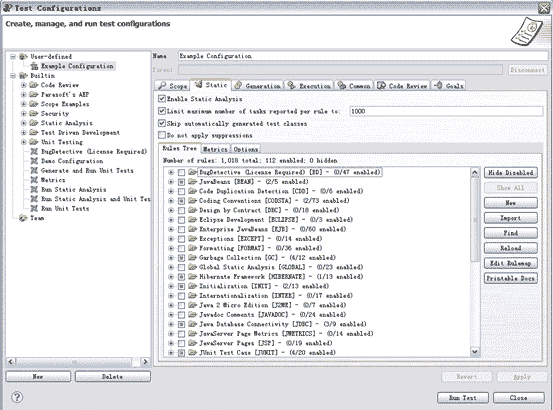 Test Configurations
Create, manage, and run test configurations
User-defined
Example Configuration
Builtin
Code Review
Parasoft's AEP
Scope Examples
Security
Static Analysis
Test Driven Development
Unit Testing
BugDetective (License Required)
Demo Configuration
Generate and Run Unit Tests
Metrics
Run Static Analysis
Run Static Analysis and Unit Tes
Run Unit Tests
Team
New
Delete
Name
Example Configuration
Parent
Disconnect
Scope
Static
Generation
Execution
Common
Code Review
Goals
Enable Static Analysis
Limit maximum number of tasks reported per rule to:
1000
Skip automatically generated test classes
Do not apply suppressions
Rules Tree
Metrics
Options
Number of rules: 1,018 total; 112 enabled; 0 hidden
BugDetective (License Required) [BD] - (0/47 enabled)
JavaBeans [BEAN] - (2/5 enabled)
Code Duplication Detection [CDD] - (0/6 enabled)
Coding Conventions [CODSTA] - (2/73 enabled)
Design by Contract [DBC] - (0/18 enabled)
Eclipse Development [ECLIPSE] - (0/3 enabled)
Enterprise JavaBeans [EJB] - (0/60 enabled)
Exceptions [EXCEPT] - (0/14 enabled)
Formatting [FORMAT] - (0/36 enabled)
Garbage Collection [GC] - (4/12 enabled)
Global Static Analysis [GLOBAL] - (0/23 enabled)
Hibernate Framework [HIBERNATE] - (1/13 enabled)
Initialization [INIT] - (2/13 enabled)
Internationalization [INTER] - (0/17 enabled)
Java 2 Micro Edition [J2ME] - (0/7 enabled)
Javadoc Comments [JAVADOC] - (0/24 enabled)
Java Database Connectivity [JDBC] - (3/9 enabled)
JavaServer Page Metrics [JMETRICS] - (0/14 enabled)
JavaServer Pages [JSP] - (0/19 enabled)
JUnit Test Case [JUNIT] - (4/20 enabled)
Hide Disabled
Show All
New
Import
Find
Reload
Edit Rulemap
Printable Docs
Revert
Apply
Run Test
Close